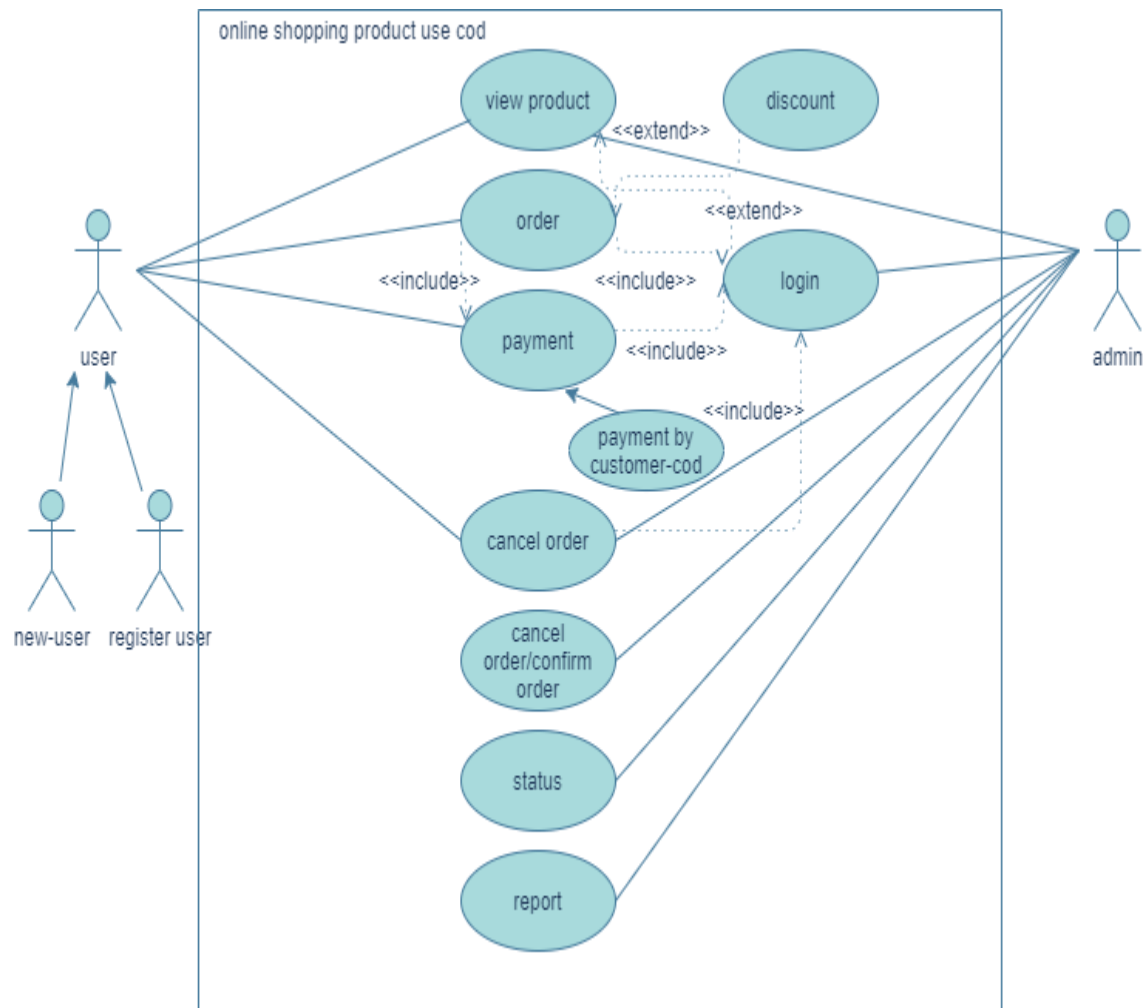 online shopping product use cod
view product
discount
<<extend>>
order
<<extend>>
<<include>>
<<include>>
login
payment
<<include>>
user
admin
<<include>>
payment by
customer-cod
cancel order
new-user
register user
cancel
order/confirm
order
status
report